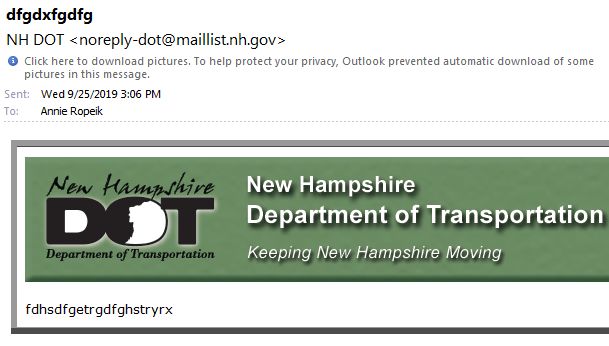 dfgdxfgdfg
NH DOT <noreply-dot@maillist.nh.gov>
Click here to download pictures. To help protect your privacy, Outlook prevented automatic download of some
pictures in this message.
Sent: Wed 9/25/2019 3:06 PM
To: Annie Ropeik
New Hampshire
DOT
Department of Transportation
New Hampshire
Department of Transportation
Keeping New Hampshire Moving
fdhsdfgetrgdfghstryrx